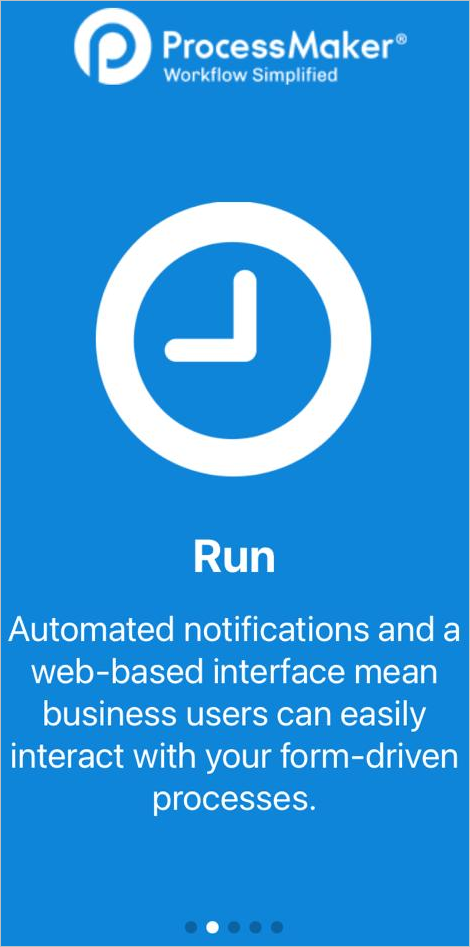 ProcessMaker®
Workflow Simplified
Run
Automated notifications and a
web-based interface mean
business users can easily
interact with your form-driven
processes.